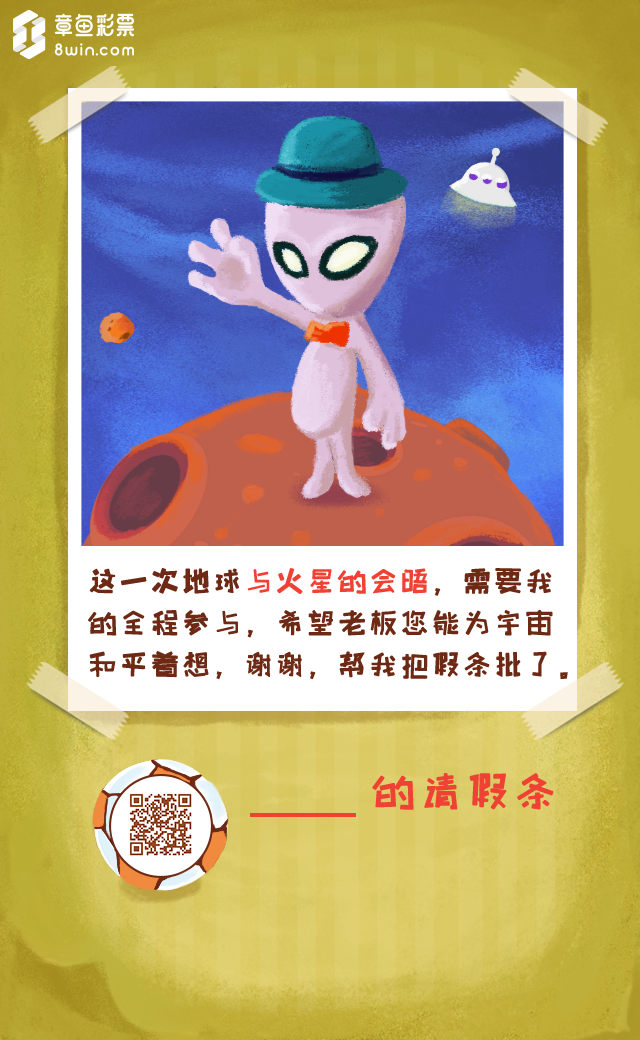 章鱼彩票
8win.com
这一次地球与火星的会晤，需要我
的全程参与，希望老板您能为宇宙
和平着想，谢谢，帮我把假条批了。
的请假条